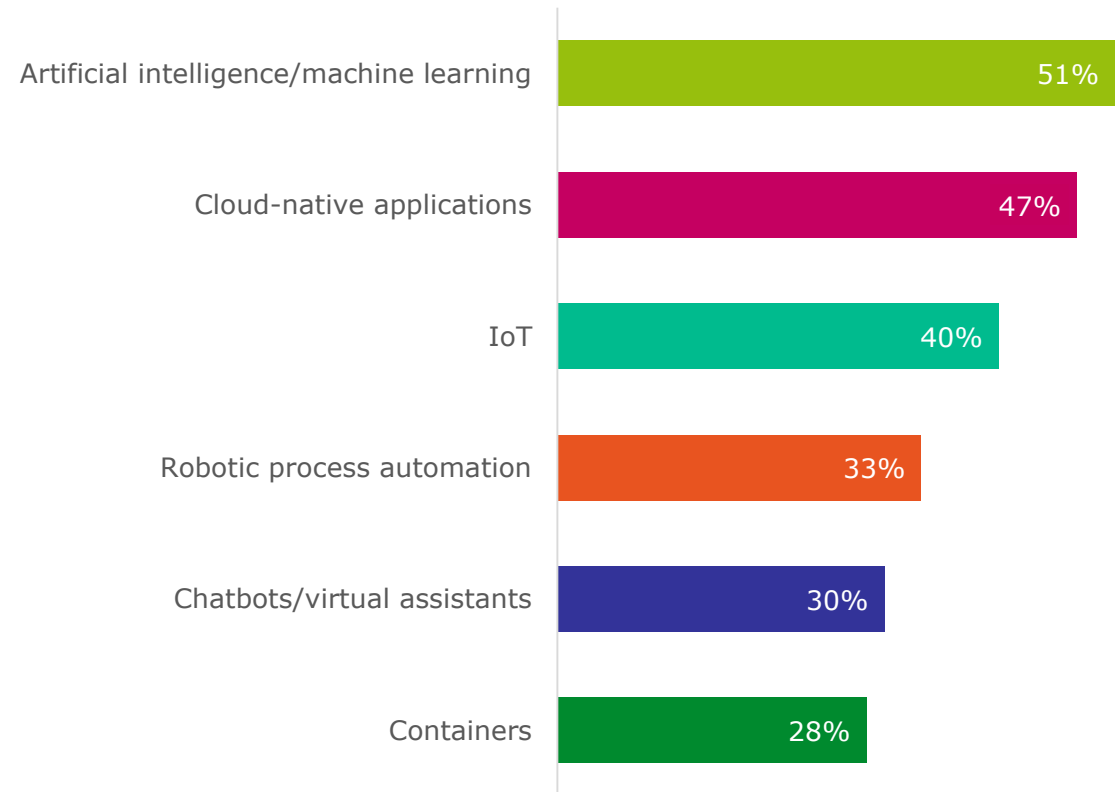 Artificial intelligence/machine learning 51%
Cloud-native applications 47%
IoT 40%
Robotic process automation 33%
Chatbots/virtual assistants 30%
Containers 28%